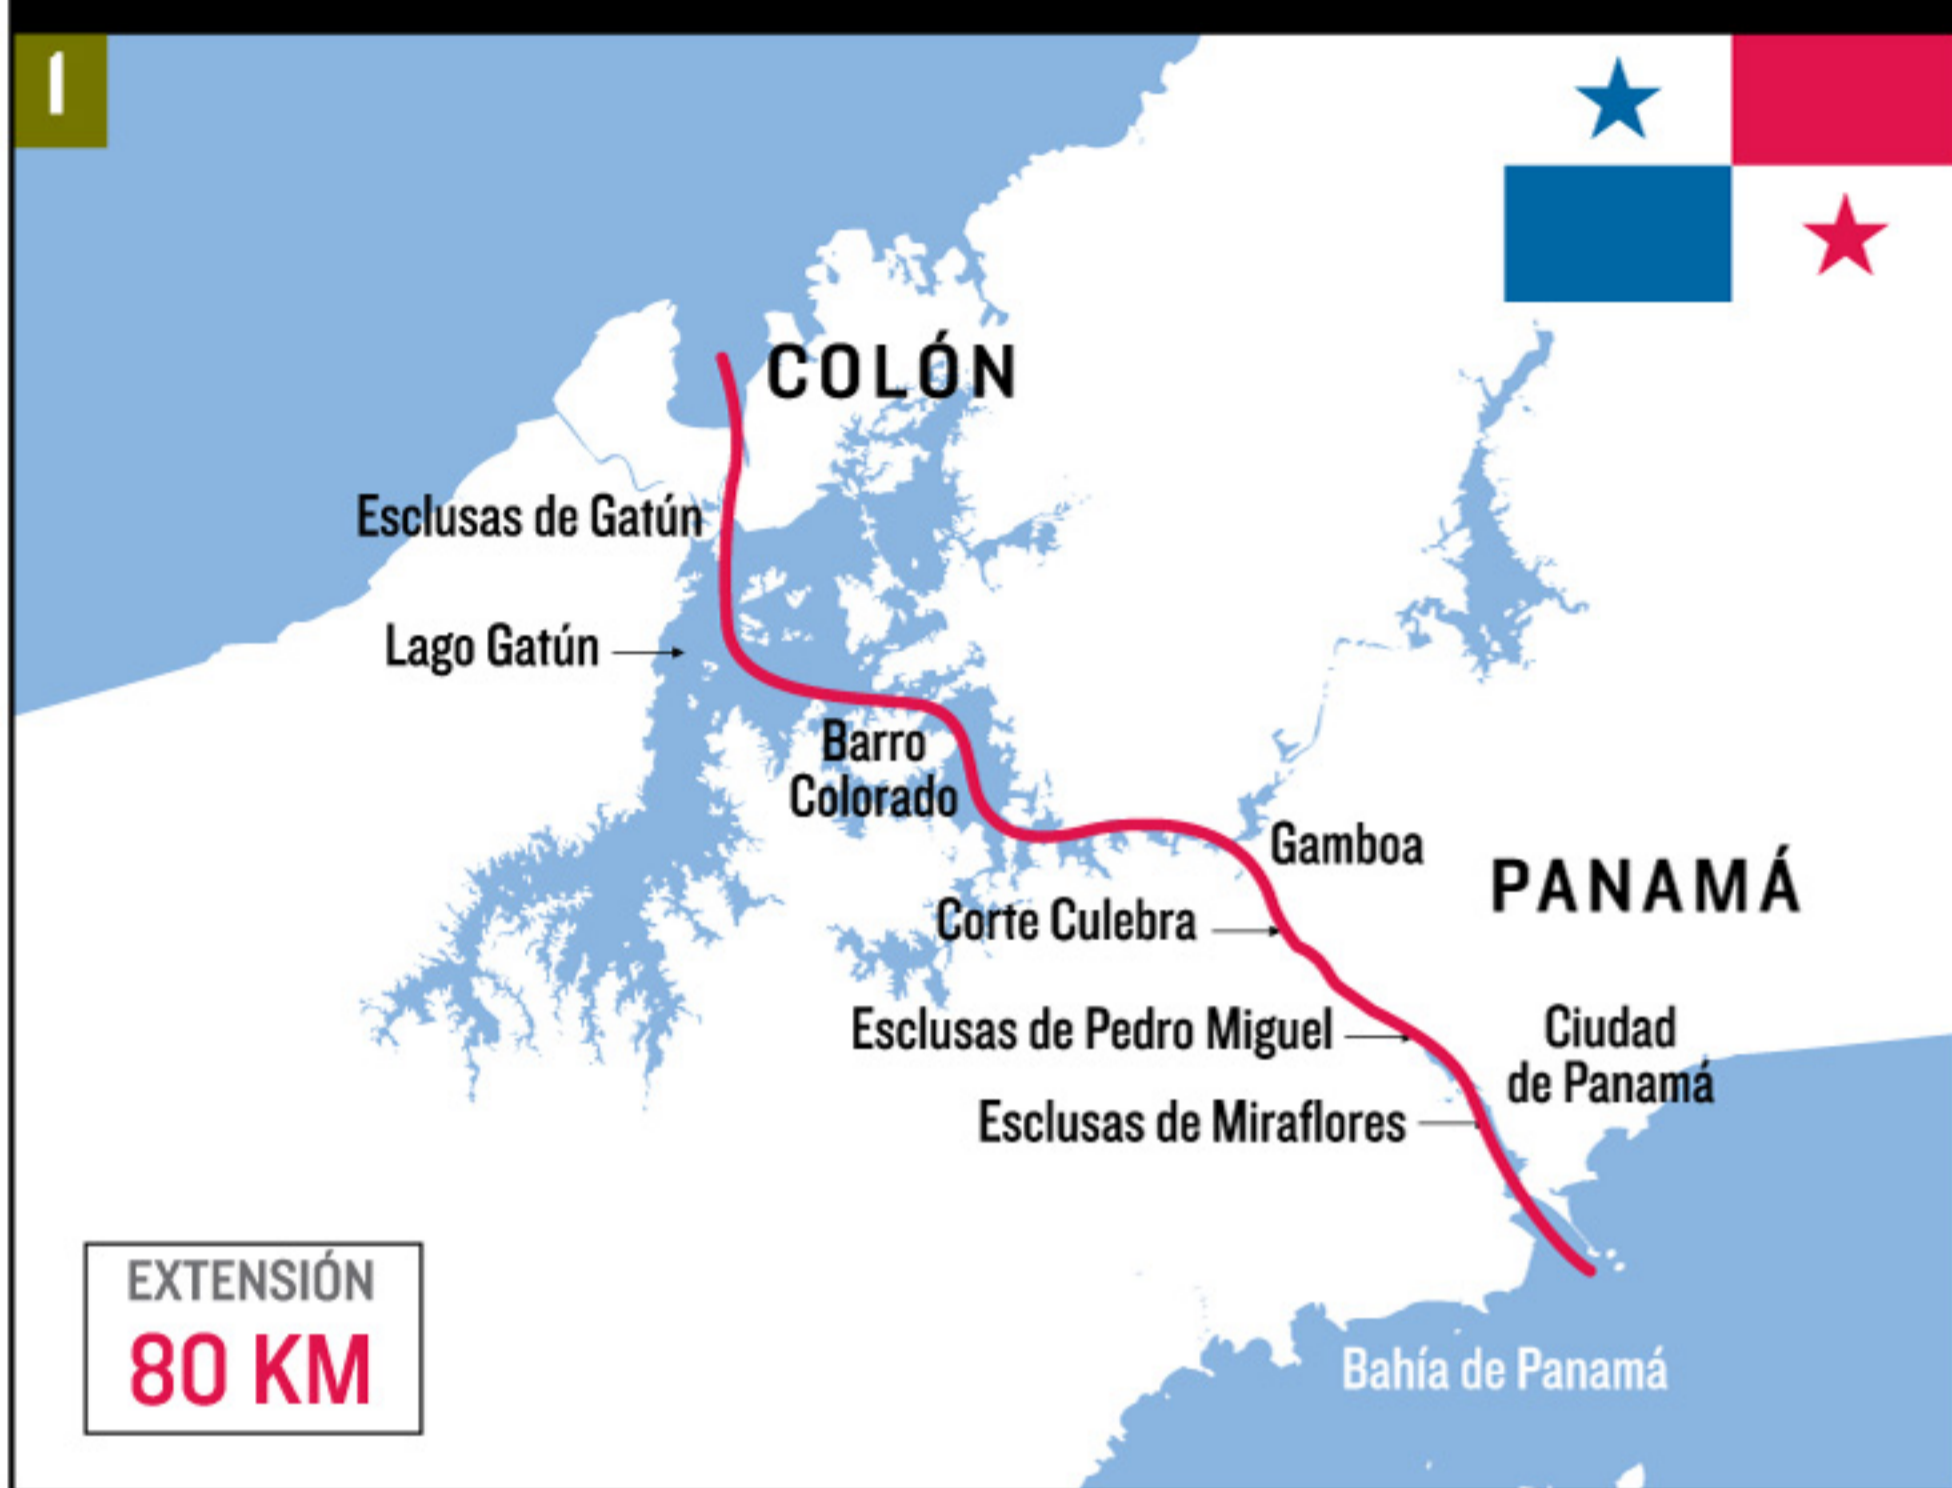 1
COLÓN
Esclusas de Gatún
Lago Gatún
Barro
Colorado
Gamboa
PANAMÁ
Corte Culebra
Esclusas de Pedro Miguel
Ciudad
de Panamá
Esclusas de Miraflores
EXTENSIÓN
80 KM
Bahía de Panamá